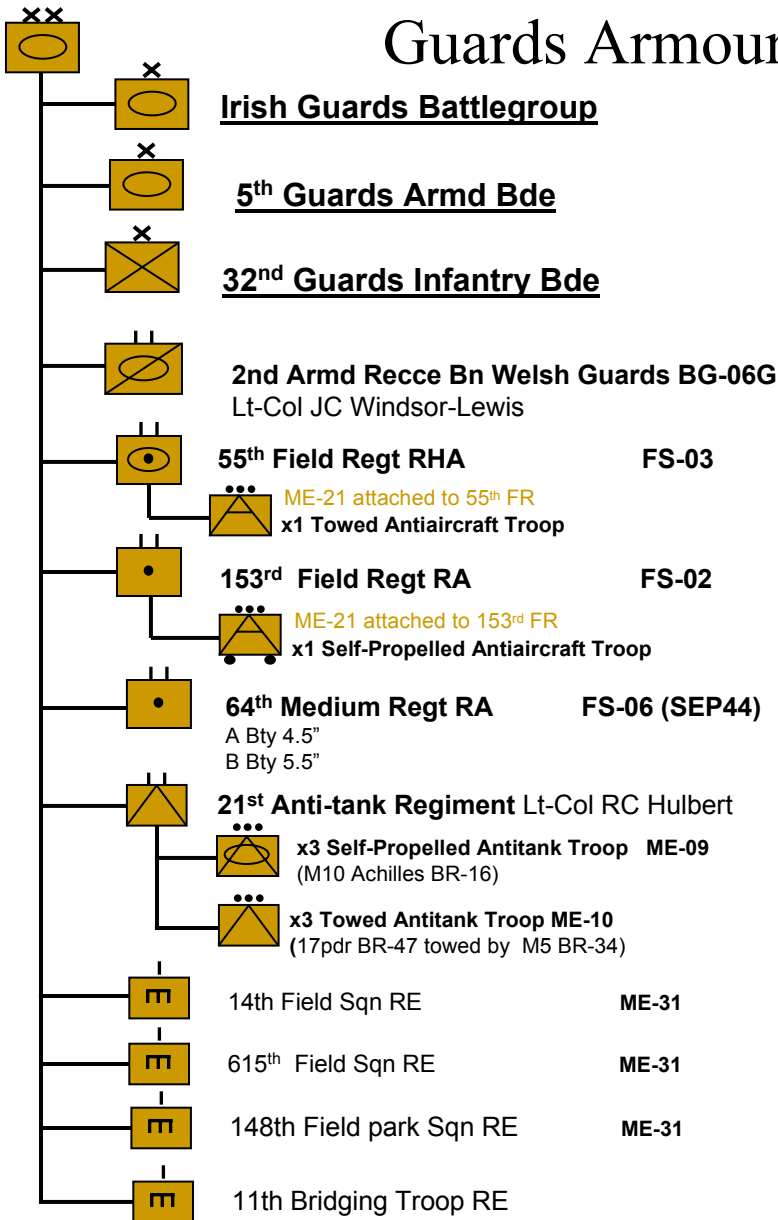 Guards Armour
Irish Guards Battlegroup
5th Guards Armd Bde
32nd Guards Infantry Bde
2nd Armd Recce Bn Welsh Guards BG-06G
Lt-Col JC Windsor-Lewis
55th Field Regt RHA FS-03
ME-21 attached to 55th FR
x1 Towed Antiaircraft Troop
153rd Field Regt RA FS-02
ME-21 attached to 153rd FR
x1 Self-Propelled Antiaircraft Troop
64th Medium Regt RA FS-06 (SEP44)
A Bty 4.5”
B Bty 5.5”
21st Anti-tank Regiment Lt-Col RC Hulbert
x3 Self-Propelled Antitank Troop ME-09
(M10 Achilles BR-16)
x3 Towed Antitank Troop ME-10
(17pdr BR-47 towed by M5 BR-34)
14th Field Sqn RE ME-31
615th Field Sqn RE ME-31
148th Field park Sqn RE ME-31
11th Bridging Troop RE